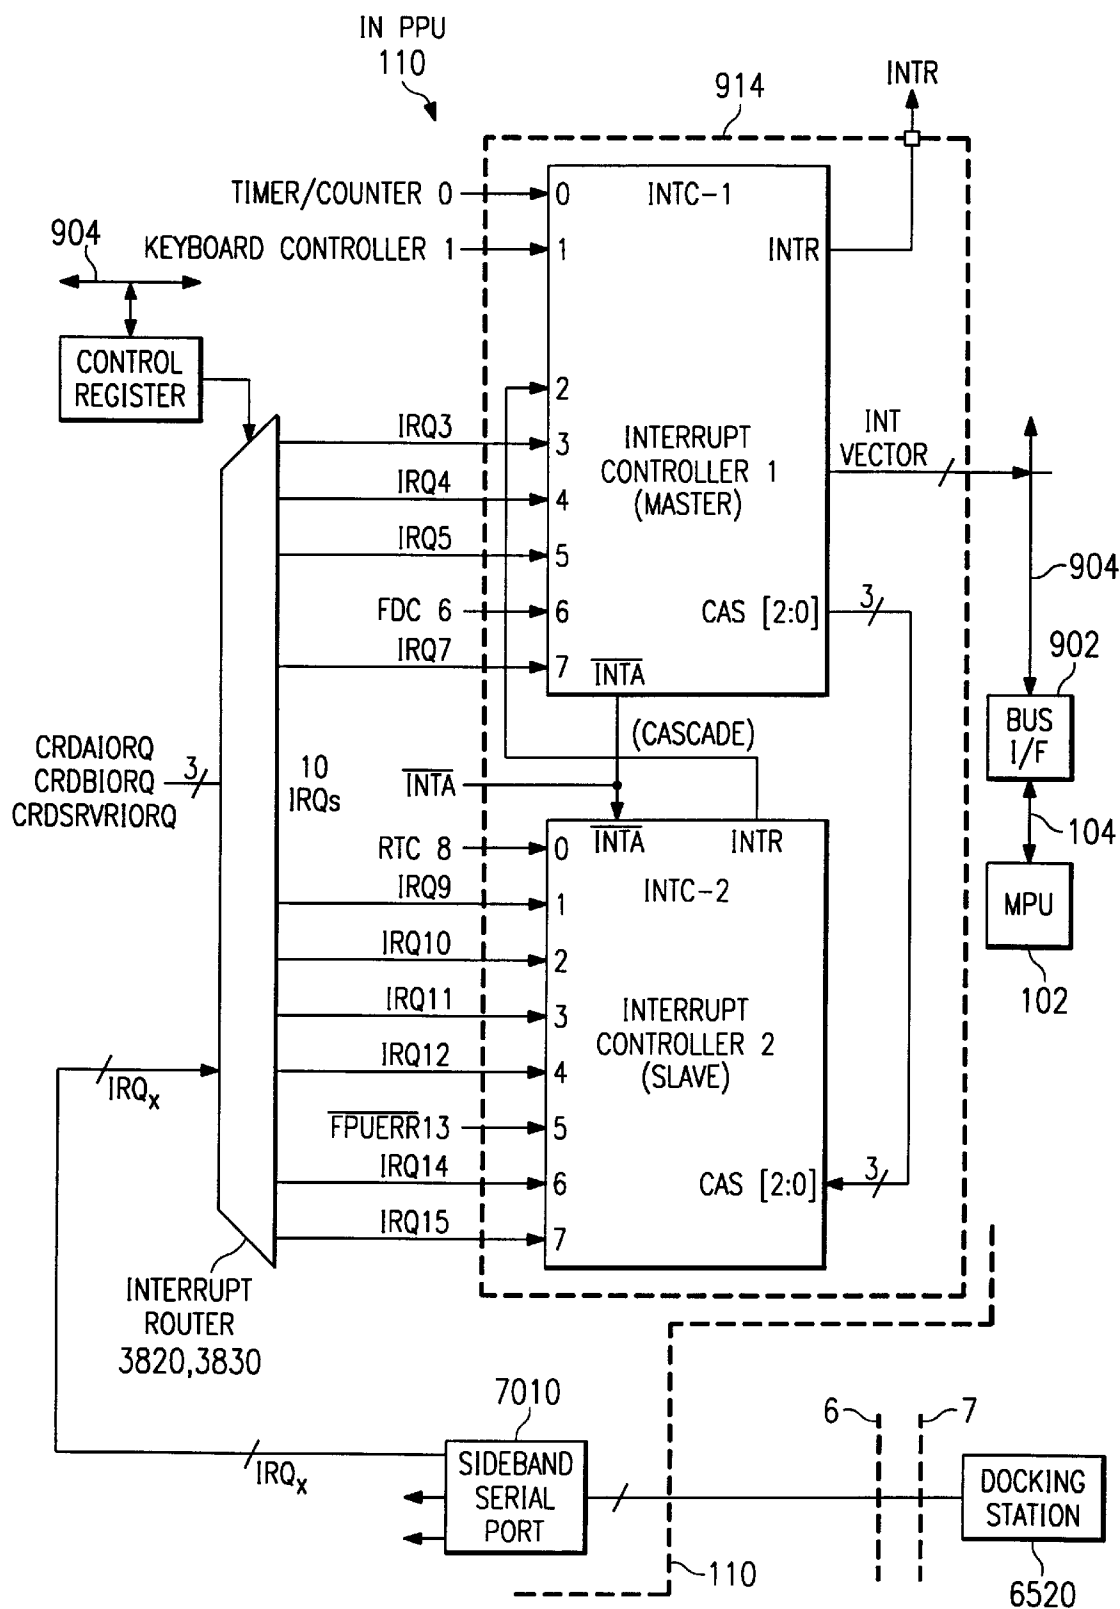 IN PPU
110
914
INTR
TIMER/COUNTER 0
0
INTC-1
904
KEYBOARD CONTROLLER 1
1
INTR
CONTROL
REGISTER
2
IRQ3
3
INTERRUPT
CONTROLLER 1
(MASTER)
INT
VECTOR
IRQ4
4
IRQ5
5
904
FDC 6
6
CAS [2:0]
3
IRQ7
7
INTA
902
BUS
I/F
(CASCADE)
CRDAIORQ
CRDBIORQ
CRDSRVRIORQ
3
10
IRQs
INTA
104
RTC 8
0
INTA
INTR
IRQ9
1
INTC-2
MPU
IRQ10
2
102
IRQ11
3
INTERRUPT
CONTROLLER 2
(SLAVE)
IRQ12
4
IRQx
FPUERR13
5
IRQ14
6
CAS [2:0]
3
IRQ15
7
INTERRUPT
ROUTER
3820,3830
7010
6
7
IRQx
SIDEBAND
SERIAL
PORT
DOCKING
STATION
110
6520